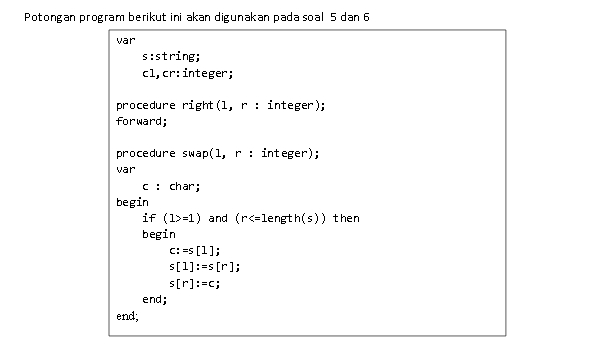 Potongan program berikut ini akan digunakan pada soal 5 dan 6
var
s:string;
cl,cr:integer;
procedure right(l, r : integer);
forward;
procedure swap(l, r : integer);
var
c : char;
begin
if (l>=1) and (r<=length(s)) then
begin
c:=s[l];
s[l]:=s[r];
s[r]:=c;
end;
end;